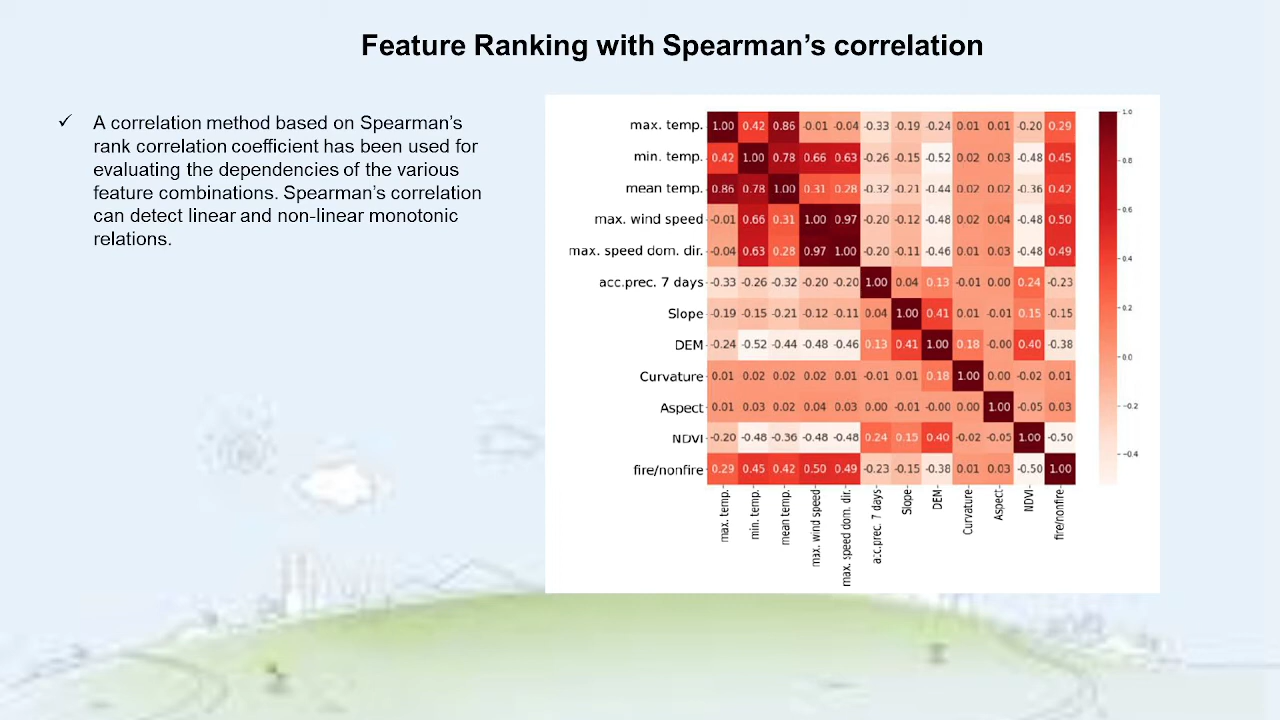 Feature Ranking with Spearman’s correlation
✓ A correlation method based on Spearman’s
rank correlation coefficient has been used for
evaluating the dependencies of the various
feature combinations. Spearman’s correlation
can detect linear and non-linear monotonic
relations.
max. temp. 1.00 0.42 0.86 -0.01 -0.04 -0.33 -0.19 -0.24 0.01 0.01 -0.20 0.29
min. temp. 0.42 1.00 0.78 0.66 0.63 -0.26 -0.15 -0.52 0.02 0.03 -0.48 0.45
mean temp. 0.86 0.78 1.00 0.31 0.28 -0.32 -0.21 -0.44 0.02 0.02 -0.36 0.42
max. wind speed -0.01 0.66 0.31 1.00 0.97 -0.20 -0.12 -0.48 0.02 0.04 -0.48 0.50
max. speed dom. dir. -0.04 0.63 0.28 0.97 1.00 -0.20 -0.11 -0.46 0.01 0.03 -0.48 0.49
acc.prec. 7 days -0.33 -0.26 -0.32 -0.20 -0.20 1.00 0.04 0.13 -0.01 0.00 0.24 -0.23
Slope -0.19 -0.15 -0.21 -0.12 -0.11 0.04 1.00 0.41 0.01 -0.01 0.15 -0.15
DEM -0.24 -0.52 -0.44 -0.48 -0.46 0.13 0.41 1.00 0.18 -0.00 0.40 -0.38
Curvature 0.01 0.02 0.02 0.02 0.01 -0.01 0.01 0.18 1.00 0.00 -0.02 0.01
Aspect 0.01 0.03 0.02 0.04 0.03 0.00 -0.01 -0.00 0.00 1.00 -0.05 0.03
NDVI -0.20 -0.48 -0.36 -0.48 -0.48 0.24 0.15 0.40 -0.02 -0.05 1.00 -0.50
fire/nonfire 0.29 0.45 0.42 0.50 0.49 -0.23 -0.15 -0.38 0.01 0.03 -0.50 1.00
max. temp.
min. temp.
mean temp.
max. wind speed
max. speed dom. dir.
acc.prec. 7 days
Slope
DEM
Curvature
Aspect
NDVI
fire/nonfire
1.0
0.8
0.6
0.4
0.2
0.0
-0.2
-0.4